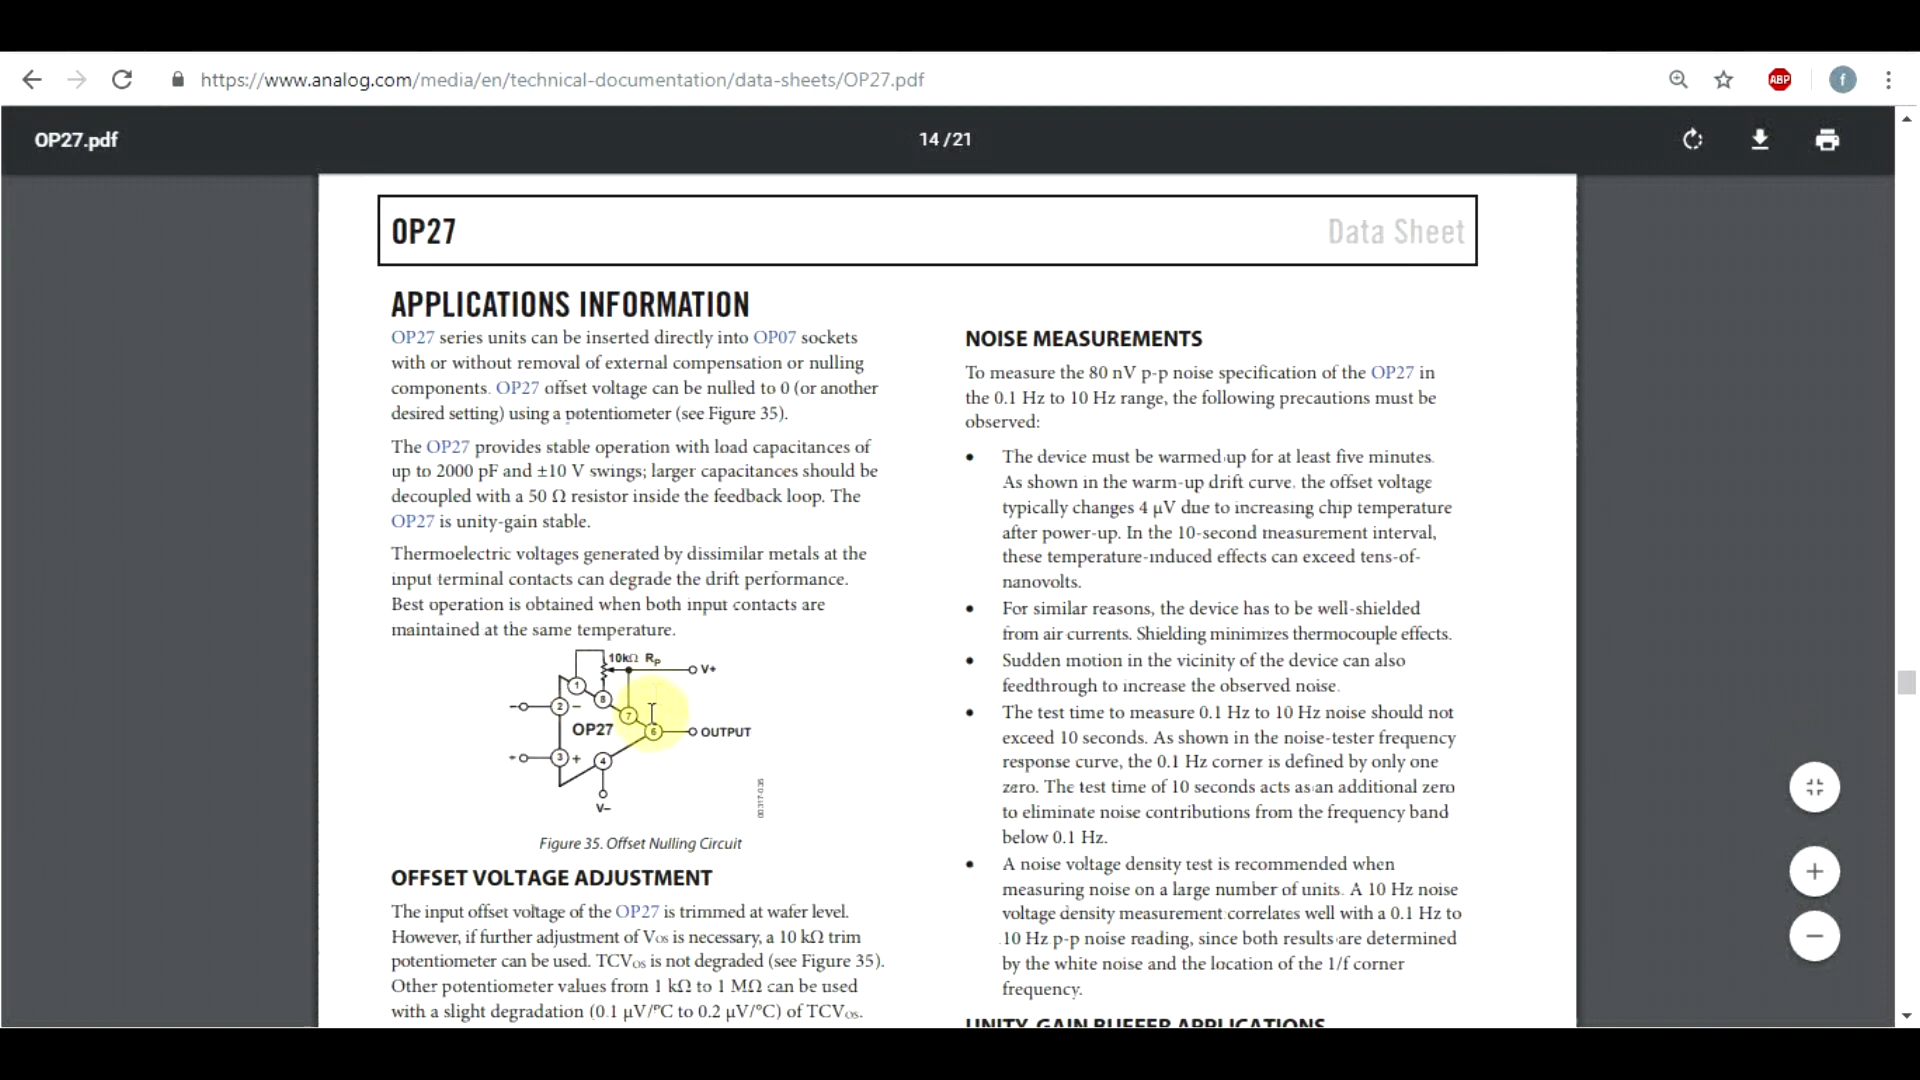 https://www.analog.com/media/en/technical-documentation/data-sheets/OP27.pdf
ABP
f
OP27.pdf
14 / 21
OP27
Data Sheet
APPLICATIONS INFORMATION
OP27 series units can be inserted directly into OP07 sockets
with or without removal of external compensation or nulling
components. OP27 offset voltage can be nulled to 0 (or another
desired setting) using a potentiometer (see Figure 35).
The OP27 provides stable operation with load capacitances of
up to 2000 pF and ±10 V swings; larger capacitances should be
decoupled with a 50 Ω resistor inside the feedback loop. The
OP27 is unity-gain stable.
Thermoelectric voltages generated by dissimilar metals at the
input terminal contacts can degrade the drift performance.
Best operation is obtained when both input contacts are
maintained at the same temperature.
10kΩ RP
V+
1
8
2
−
7
OP27
6
OUTPUT
3
+
4
V−
00317-035
Figure 35. Offset Nulling Circuit
OFFSET VOLTAGE ADJUSTMENT
The input offset voltage of the OP27 is trimmed at wafer level.
However, if further adjustment of VOS is necessary, a 10 kΩ trim
potentiometer can be used. TCVOS is not degraded (see Figure 35).
Other potentiometer values from 1 kΩ to 1 MΩ can be used
with a slight degradation (0.1 μV/°C to 0.2 μV/°C) of TCVOS.
NOISE MEASUREMENTS
To measure the 80 nV p-p noise specification of the OP27 in
the 0.1 Hz to 10 Hz range, the following precautions must be
observed:
• The device must be warmed up for at least five minutes.
As shown in the warm-up drift curve, the offset voltage
typically changes 4 μV due to increasing chip temperature
after power-up. In the 10-second measurement interval,
these temperature-induced effects can exceed tens-of-
nanovolts.
• For similar reasons, the device has to be well-shielded
from air currents. Shielding minimizes thermocouple effects.
• Sudden motion in the vicinity of the device can also
feedthrough to increase the observed noise.
• The test time to measure 0.1 Hz to 10 Hz noise should not
exceed 10 seconds. As shown in the noise-tester frequency
response curve, the 0.1 Hz corner is defined by only one
zero. The test time of 10 seconds acts as an additional zero
to eliminate noise contributions from the frequency band
below 0.1 Hz.
• A noise voltage density test is recommended when
measuring noise on a large number of units. A 10 Hz noise
voltage density measurement correlates well with a 0.1 Hz to
10 Hz p-p noise reading, since both results are determined
by the white noise and the location of the 1/f corner
frequency.
UNITY-GAIN BUFFER APPLICATIONS